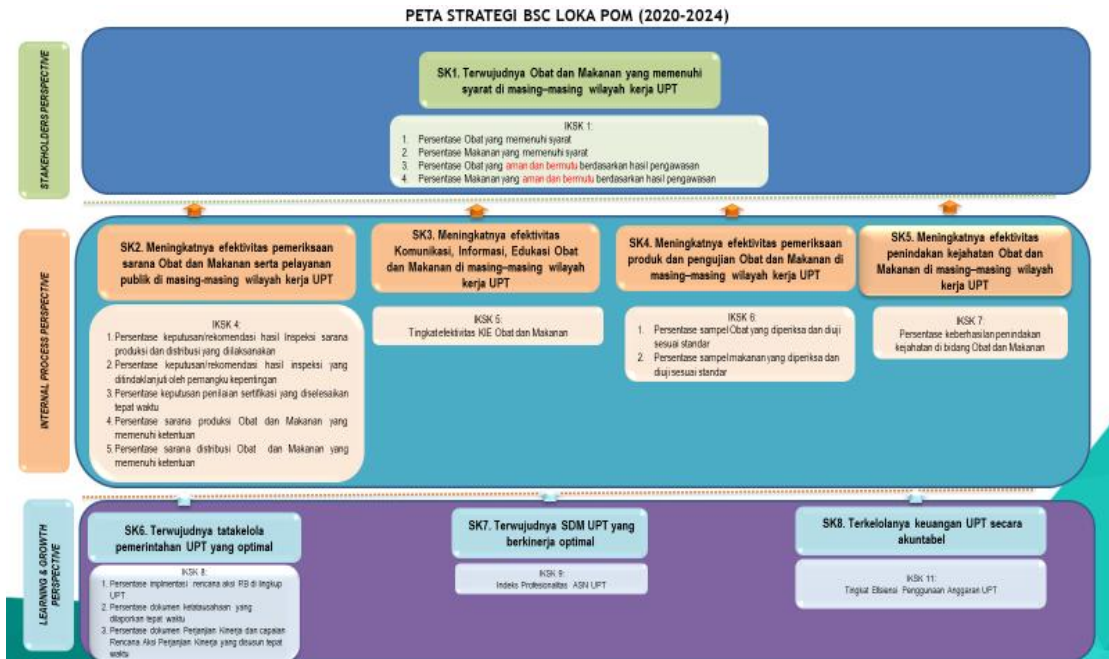 PETA STRATEGI BSC LOKA POM (2020-2024)
STAKEHOLDERS PERSPECTIVE
SK1. Terwujudnya Obat dan Makanan yang memenuhi
syarat di masing–masing wilayah kerja UPT
IKSK 1:
1. Persentase Obat yang memenuhi syarat
2. Persentase Makanan yang memenuhi syarat
3. Persentase Obat yang aman dan bermutu berdasarkan hasil pengawasan
4. Persentase Makanan yang aman dan bermutu berdasarkan hasil pengawasan
INTERNAL PROCESS PERSPECTIVE
SK2. Meningkatnya efektivitas pemeriksaan
sarana Obat dan Makanan serta pelayanan
publik di masing-masing wilayah kerja UPT
IKSK 4:
1. Persentase keputusan/rekomendasi hasil Inspeksi sarana
produksi dan distribusi yang dilaksanakan
2. Persentase keputusan/rekomendasi hasil inspeksi yang
ditindaklanjuti oleh pemangku kepentingan
3. Persentase keputusan penilaian sertifikasi yang diselesaikan
tepat waktu
4. Persentase sarana produksi Obat dan Makanan yang
memenuhi ketentuan
5. Persentase sarana distribusi Obat dan Makanan yang
memenuhi ketentuan
SK3. Meningkatnya efektivitas
Komunikasi, Informasi, Edukasi Obat
dan Makanan di masing–masing wilayah
kerja UPT
IKSK 5:
Tingkat efektivitas KIE Obat dan Makanan
SK4. Meningkatnya efektivitas pemeriksaan
produk dan pengujian Obat dan Makanan di
masing–masing wilayah kerja UPT
IKSK 6:
1. Persentase sampel Obat yang diperiksa dan diuji
sesuai standar
2. Persentase sampel makanan yang diperiksa dan
diuji sesuai standar
SK5. Meningkatnya efektivitas
penindakan kejahatan Obat dan
Makanan di masing–masing wilayah
kerja UPT
IKSK 7:
Persentase keberhasilan penindakan
kejahatan di bidang Obat dan Makanan
LEARNING & GROWTH
PERSPECTIVE
SK6. Terwujudnya tatakelola
pemerintahan UPT yang optimal
IKSK 8:
1. Persentase implmentasi rencana aksi RB di lingkup
UPT
2. Persentase dokumen ketatausahaan yang
dilaporkan tepat waktu
3. Persentase dokumen Perjanjian Kinerja dan capaian
Rencana Aksi Perjanjian Kinerja yang disusun tepat
waktu
SK7. Terwujudnya SDM UPT yang
berkinerja optimal
IKSK 9:
Indeks Profesionalitas ASN UPT
SK8. Terkelolanya keuangan UPT secara
akuntabel
IKSK 11:
Tingkat Efisiensi Penggunaan Anggaran UPT